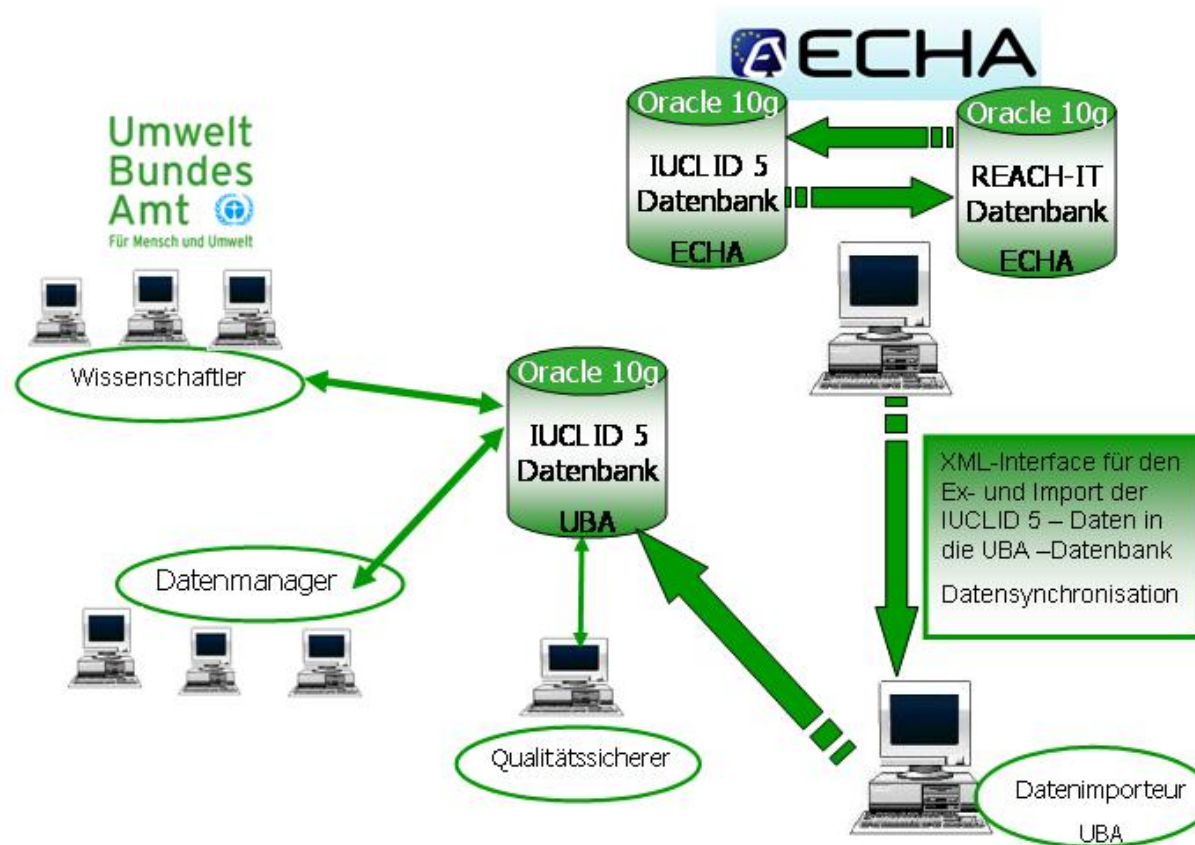 ECHA
Oracle 10g
IUCLID 5
Datenbank
ECHA
Oracle 10g
REACH-IT
Datenbank
ECHA
Umwelt
Bundes
Amt
Für Mensch und Umwelt
Wissenschaftler
Oracle 10g
IUCLID 5
Datenbank
UBA
XML-Interface für den
Ex- und Import der
IUCLID 5 – Daten in
die UBA –Datenbank
Datensynchronisation
Datenmanager
Qualitätssicherer
Datenimporteur
UBA